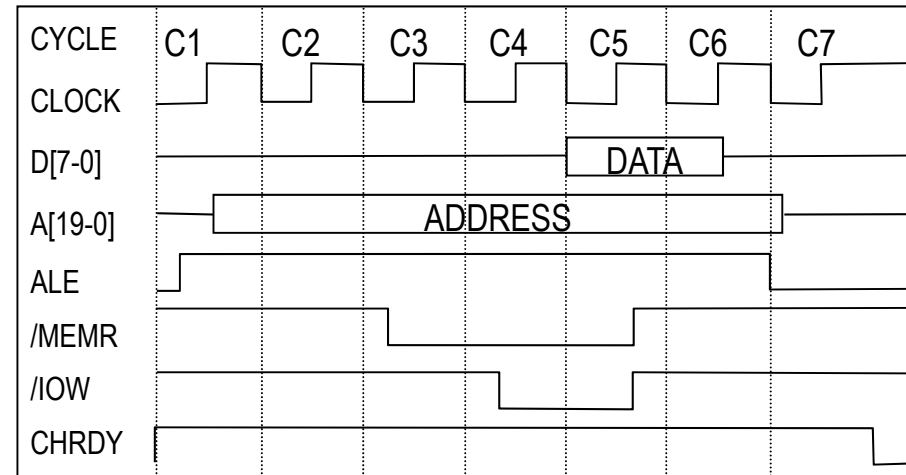 CYCLE C1 C2 C3 C4 C5 C6 C7
CLOCK
D[7-0] DATA
A[19-0] ADDRESS
ALE
/MEMR
/IOW
CHRDY